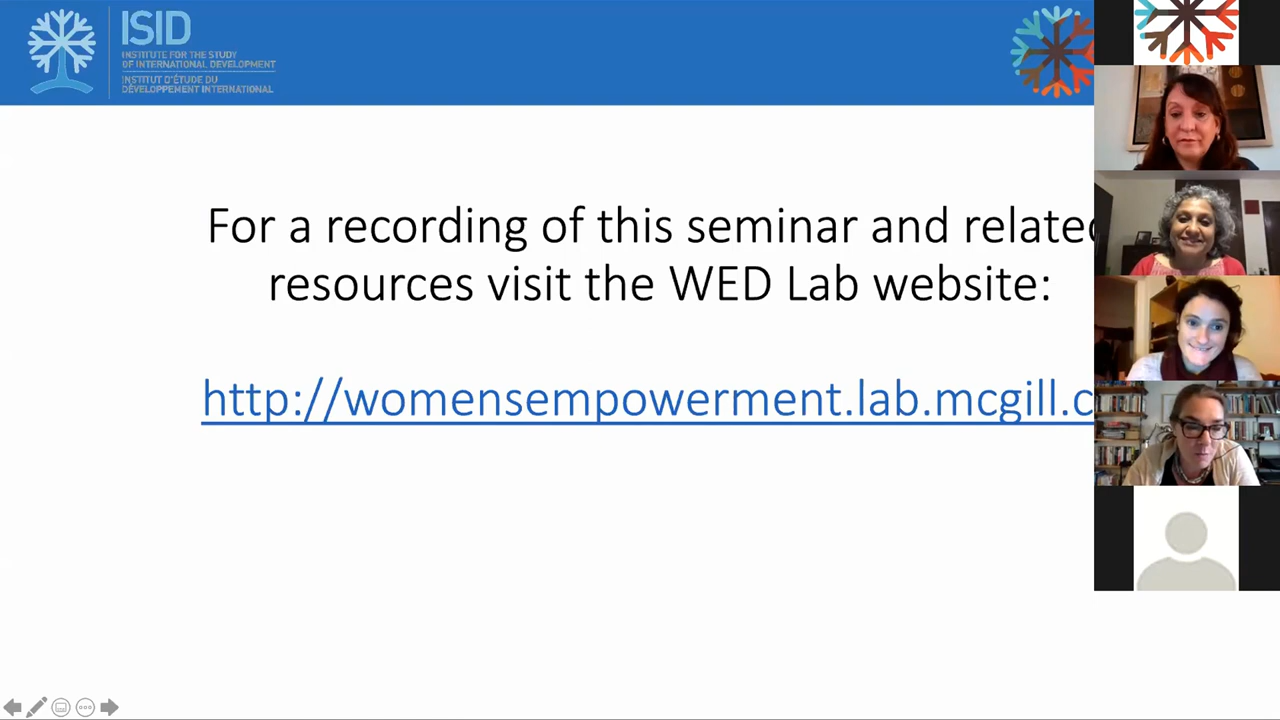 ISID
INSTITUTE FOR THE STUDY
OF INTERNATIONAL DEVELOPMENT
INSTITUT D'ÉTUDE DU
DÉVELOPPEMENT INTERNATIONAL
For a recording of this seminar and relate
resources visit the WED Lab website:
http://womensempowerment.lab.mcgill.c